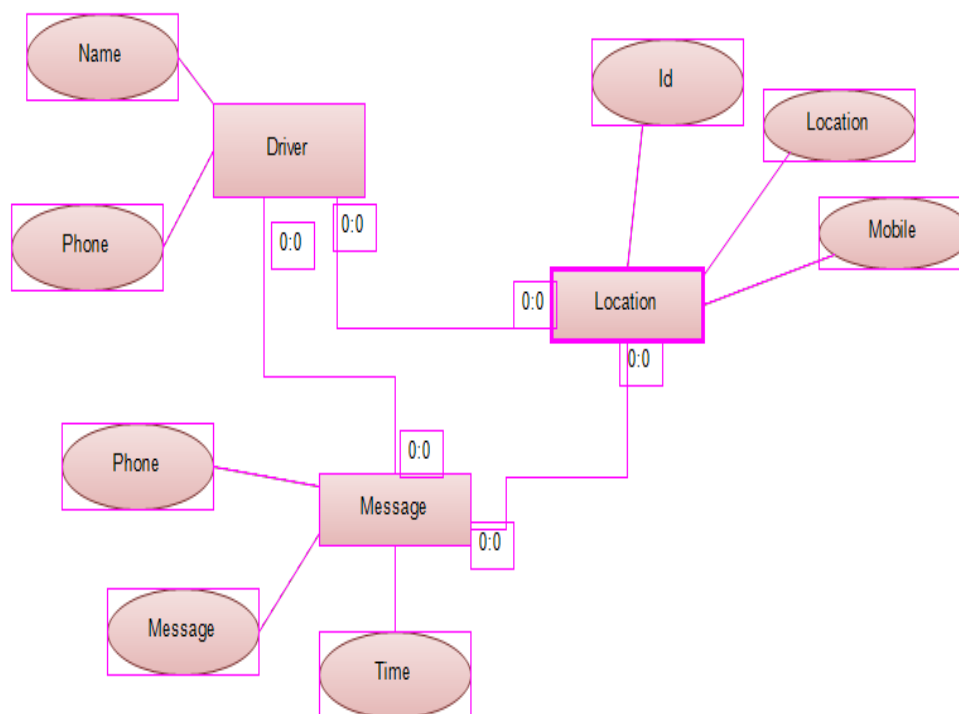 Name
Id
Location
Driver
Phone
0:0
0:0
Mobile
0:0
Location
0:0
0:0
Phone
Message
0:0
Message
Time